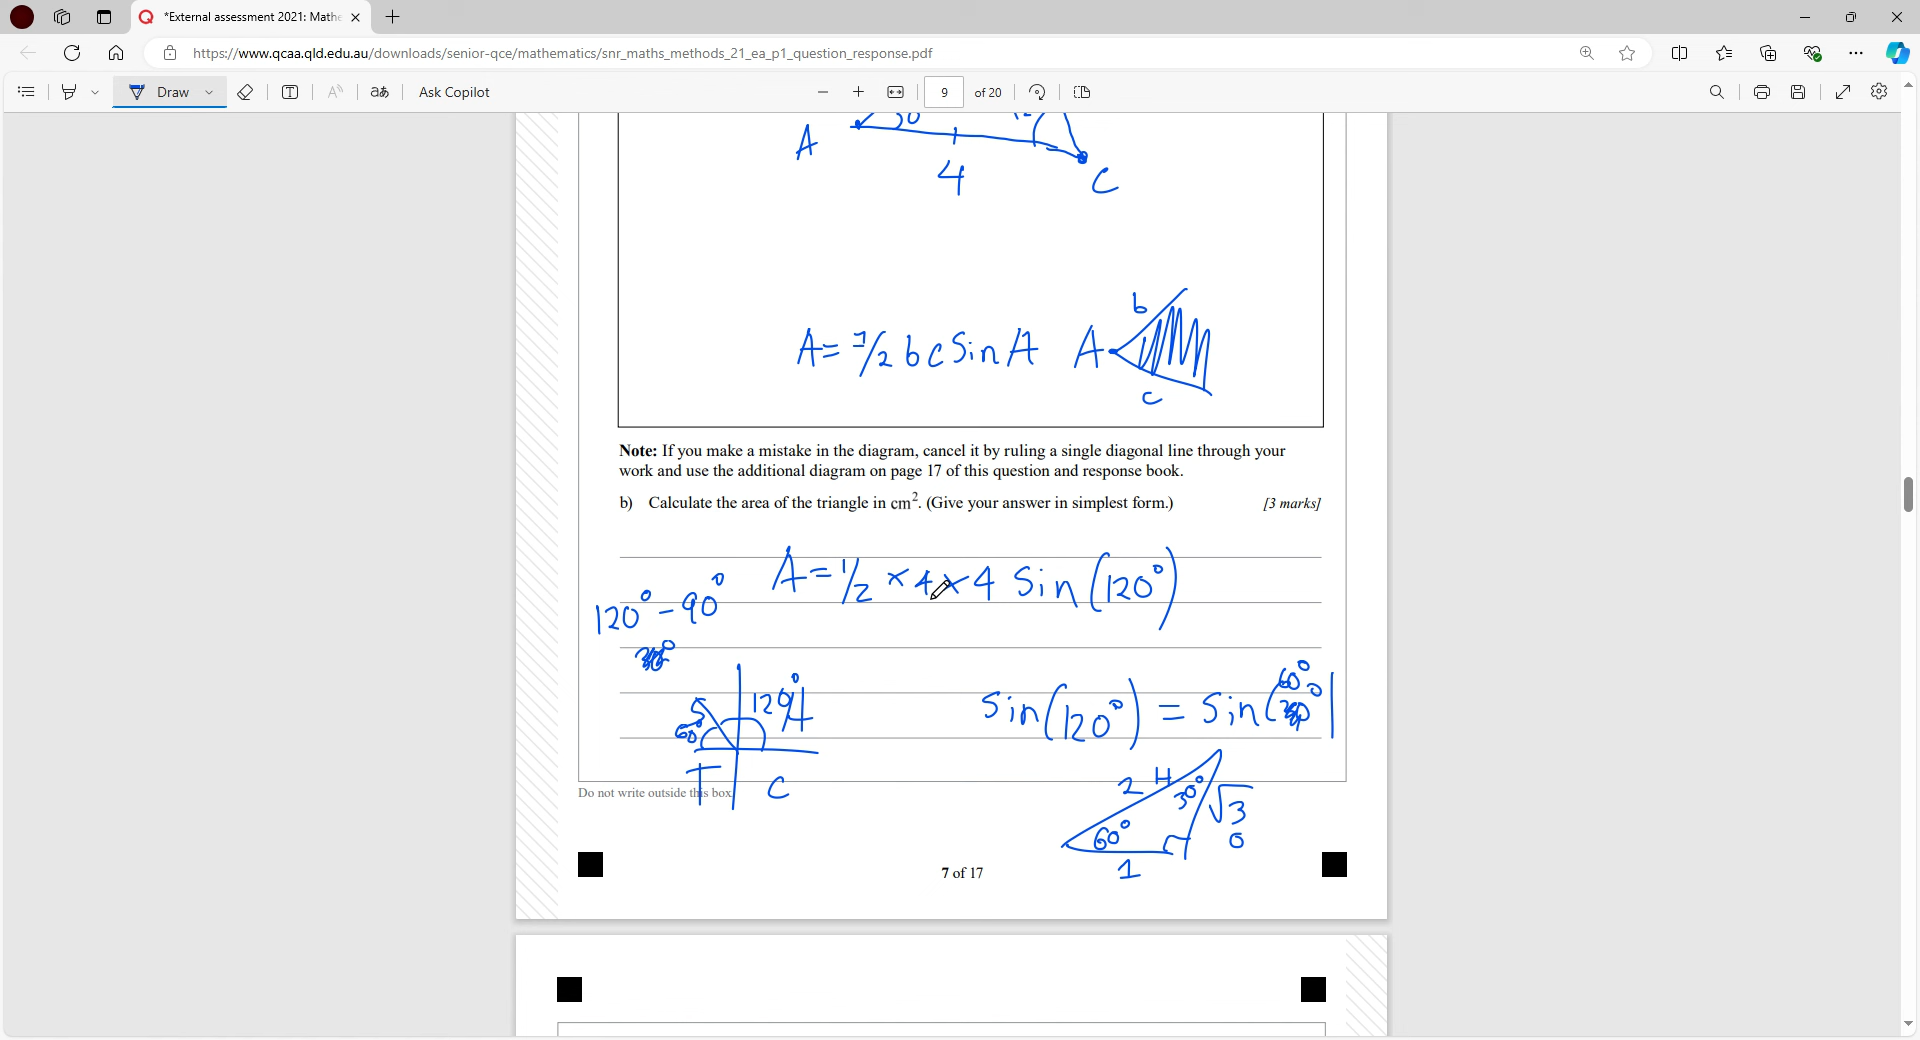 *External assessment 2021: Mathe
https://www.qcaa.qld.edu.au/downloads/senior-qce/mathematics/snr_maths_methods_21_ea_p1_question_response.pdf
Draw
aあ
Ask Copilot
9 of 20
A
4
C
A= 1/2 bc Sin A
A
b
c
Note: If you make a mistake in the diagram, cancel it by ruling a single diagonal line through your
work and use the additional diagram on page 17 of this question and response book.
b) Calculate the area of the triangle in cm². (Give your answer in simplest form.) [3 marks]
A = 1/2 × 4 × 4 Sin (120°)
120° - 90°
S
120°
A
60°
T
C
Sin(120°) = Sin(60°
2 H
30°
√3
O
60°
1
Do not write outside this box
7 of 17